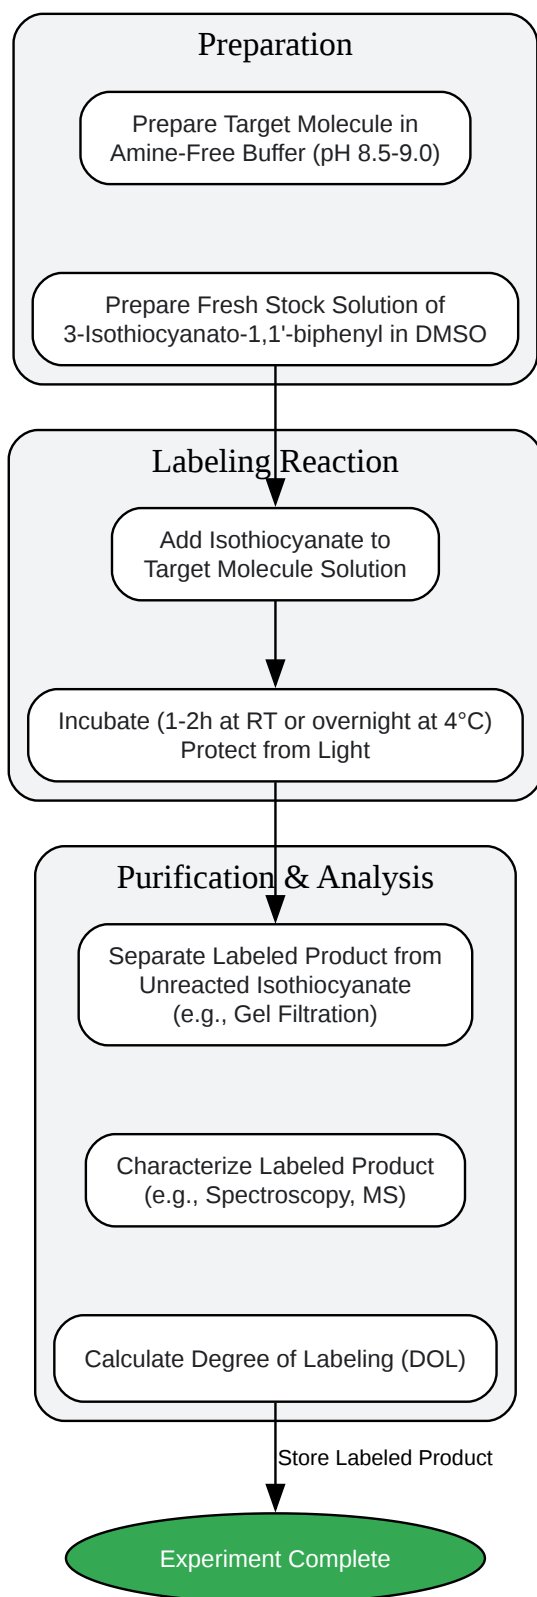 Preparation
Prepare Target Molecule in
Amine-Free Buffer (pH 8.5-9.0)
Prepare Fresh Stock Solution of
3-Isothiocyanato-1,1'-biphenyl in DMSO
Labeling Reaction
Add Isothiocyanate to
Target Molecule Solution
Incubate (1-2h at RT or overnight at 4°C)
Protect from Light
Purification & Analysis
Separate Labeled Product from
Unreacted Isothiocyanate
(e.g., Gel Filtration)
Characterize Labeled Product
(e.g., Spectroscopy, MS)
Calculate Degree of Labeling (DOL)
Store Labeled Product
Experiment Complete